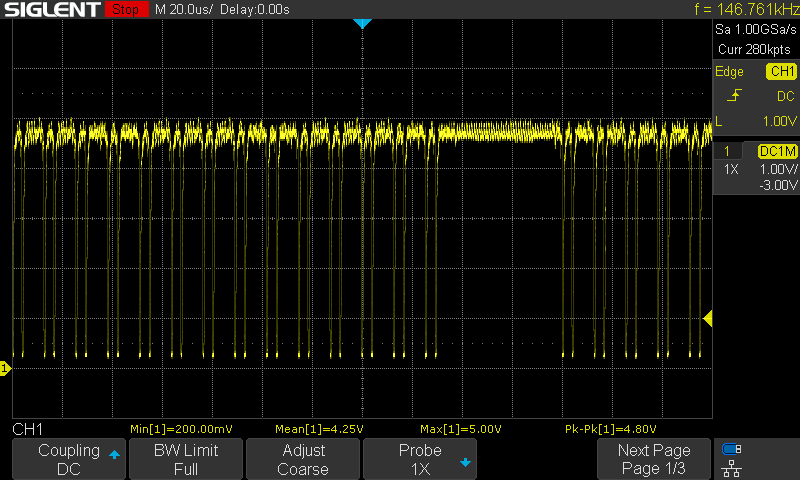 SIGLENT Stop M 20.0us/ Delay:0.00s f = 146.761kHz
Sa 1.00GSa/s
Curr 280kpts
Edge CH1
DC
L 1.00V
1 DC1M
1X 1.00V/
-3.00V
1
CH1 Min[1]=200.00mV Mean[1]=4.25V Max[1]=5.00V Pk-Pk[1]=4.80V
Coupling BW Limit Adjust Probe Next Page
DC Full Coarse 1X Page 1/3